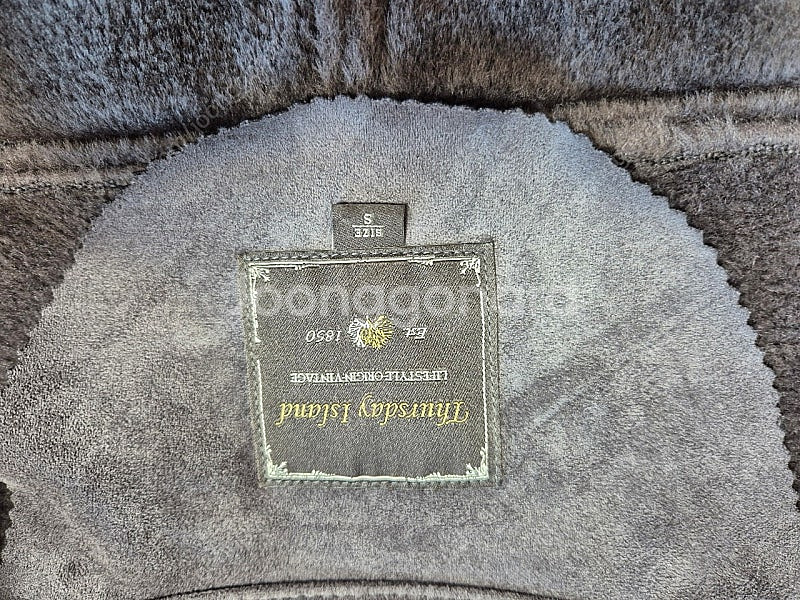 Thursday Island
LIFESTYLE·ORIGIN·VINTAGE
Est. 1850
SIZE
S